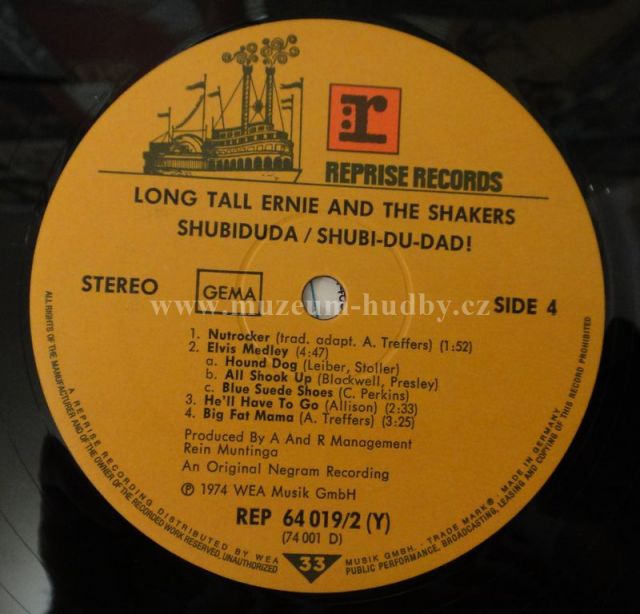 r
REPRISE RECORDS
LONG TALL ERNIE AND THE SHAKERS
SHUBIDUDA / SHUBI-DU-DAD!
STEREO
GEMA
SIDE 4
www.muzeum-hudby.cz
1. Nutrocker (trad. adapt. A. Treffers) (1:52)
2. Elvis Medley (4:47)
a. Hound Dog (Leiber, Stoller)
b. All Shook Up (Blackwell, Presley)
c. Blue Suede Shoes (C. Perkins)
3. He'll Have To Go (Allison) (2:33)
4. Big Fat Mama (A. Treffers) (3:25)
Produced By A And R Management
Rein Muntinga
An Original Negram Recording
℗ 1974 WEA Musik GmbH
REP 64 019/2 (Y)
(74 001 D)
33
A REPRISE RECORDING DISTRIBUTED BY WEA MUSIK GMBH. · TRADE MARK ® · MADE IN GERMANY
ALL RIGHTS OF THE MANUFACTURER AND OF THE OWNER OF THE RECORDED WORK RESERVED, UNAUTHORIZED PUBLIC PERFORMANCE, BROADCASTING, LEASING AND COPYING OF THIS RECORD PROHIBITED